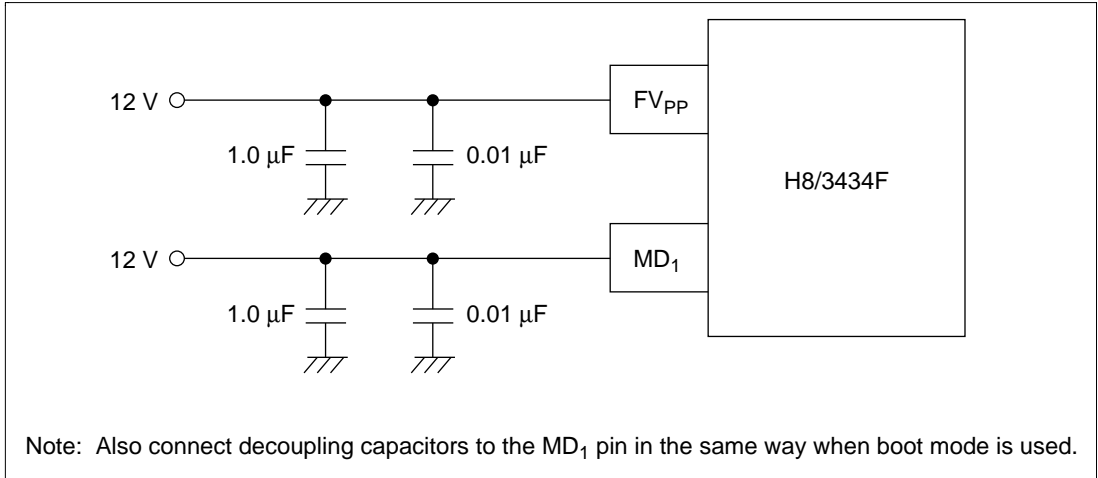 12 V
FVPP
1.0 μF
0.01 μF
H8/3434F
12 V
MD1
1.0 μF
0.01 μF
Note: Also connect decoupling capacitors to the MD1 pin in the same way when boot mode is used.